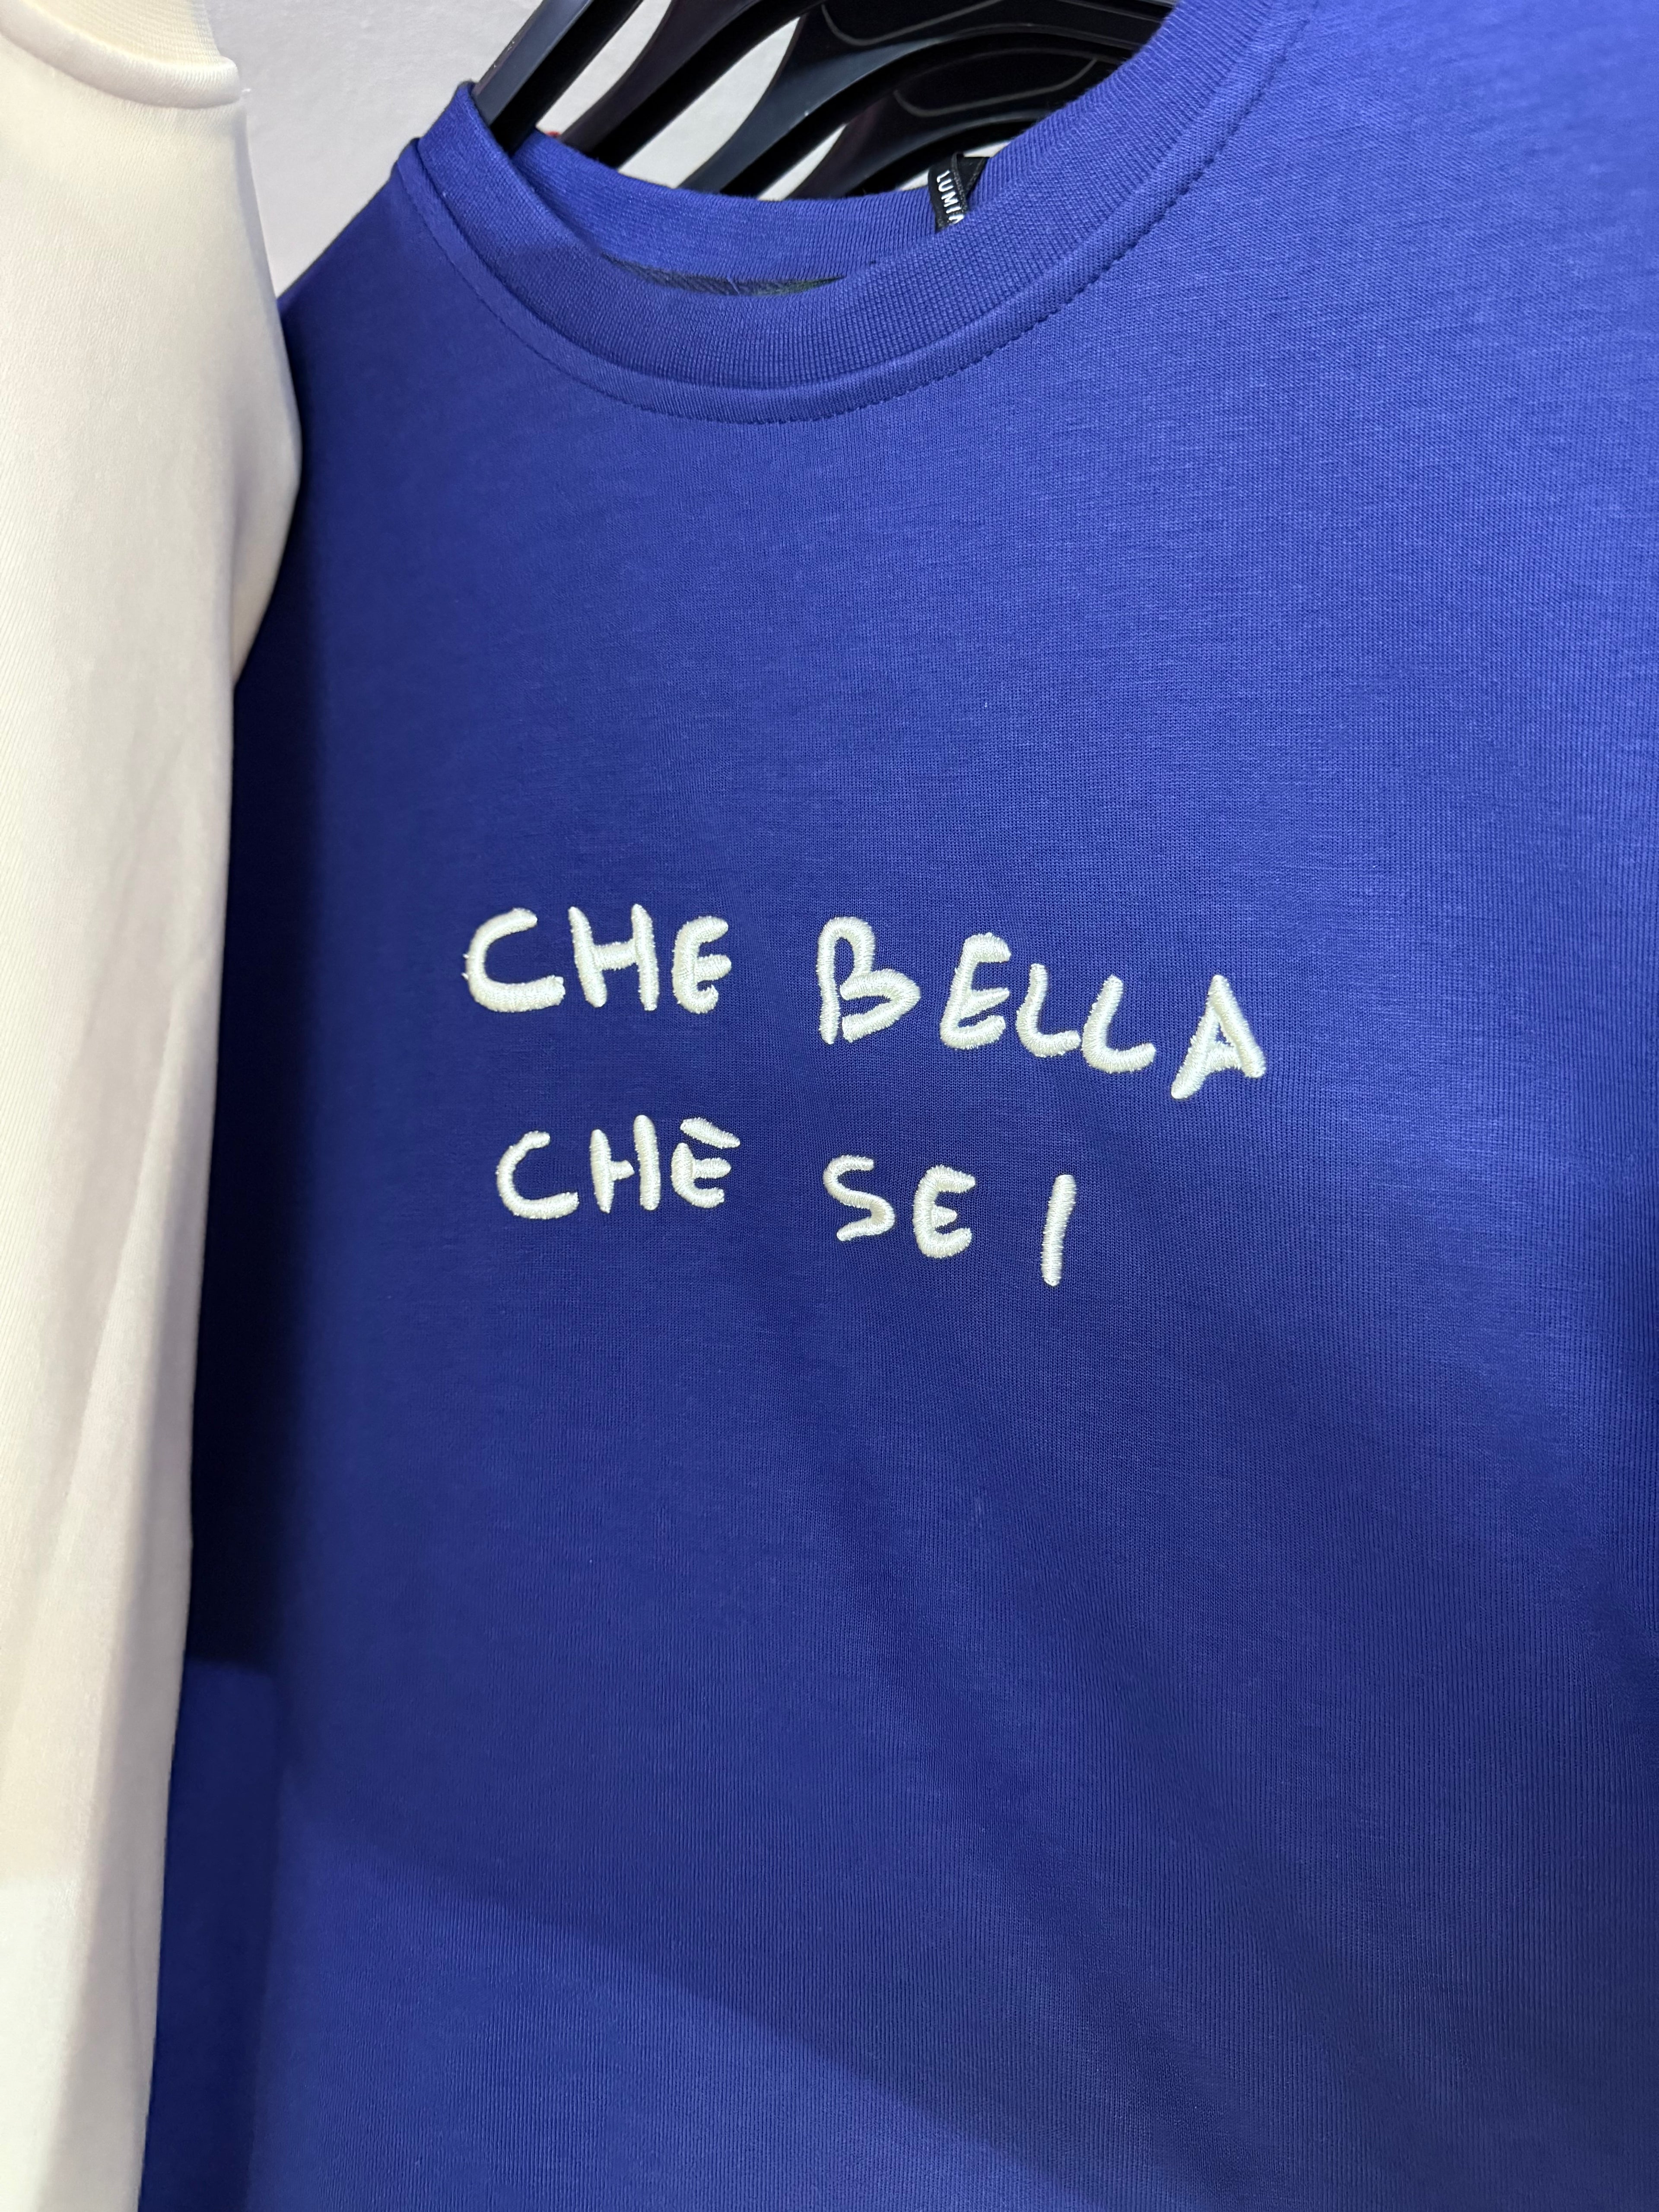 CHE BELLA
CHÈ SEI